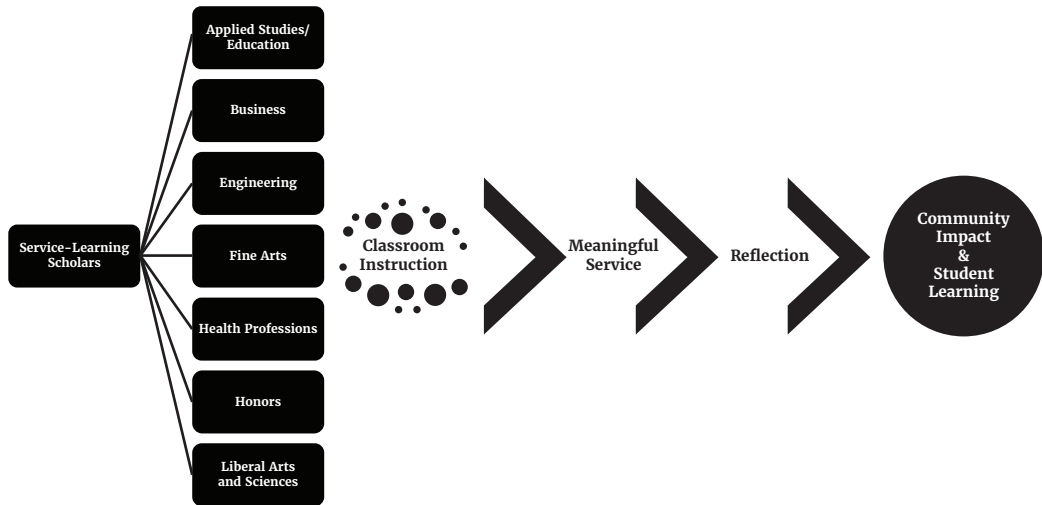 Service-Learning
Scholars
Applied Studies/
Education
Business
Engineering
Fine Arts
Health Professions
Honors
Liberal Arts
and Sciences
Classroom
Instruction
Meaningful
Service
Reflection
Community
Impact
&
Student
Learning